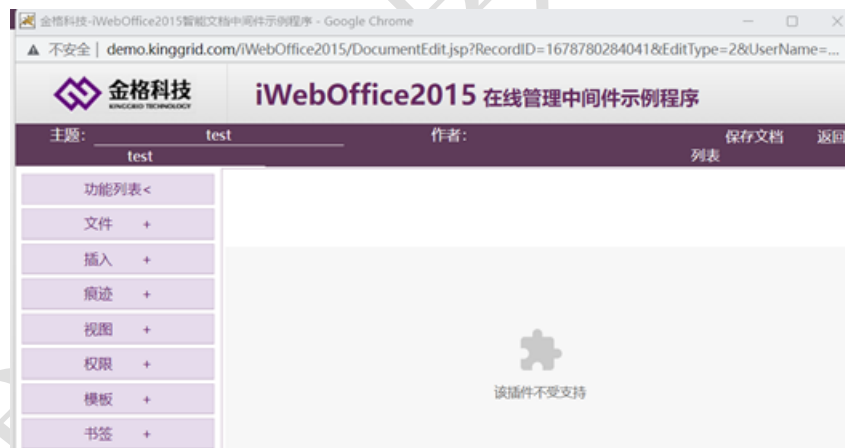 金格科技-iWebOffice2015智能文档中间件示例程序 - Google Chrome
不安全 | demo.kinggrid.com/iWebOffice2015/DocumentEdit.jsp?RecordID=1678780284041&EditType=2&UserName=...
金格科技
KINGGRID TECHNOLOGY
iWebOffice2015 在线管理中间件示例程序
主题: test 作者: 保存文档 返回
test 列表
功能列表<
文件 +
插入 +
痕迹 +
视图 +
权限 +
模板 +
书签 +
该插件不受支持